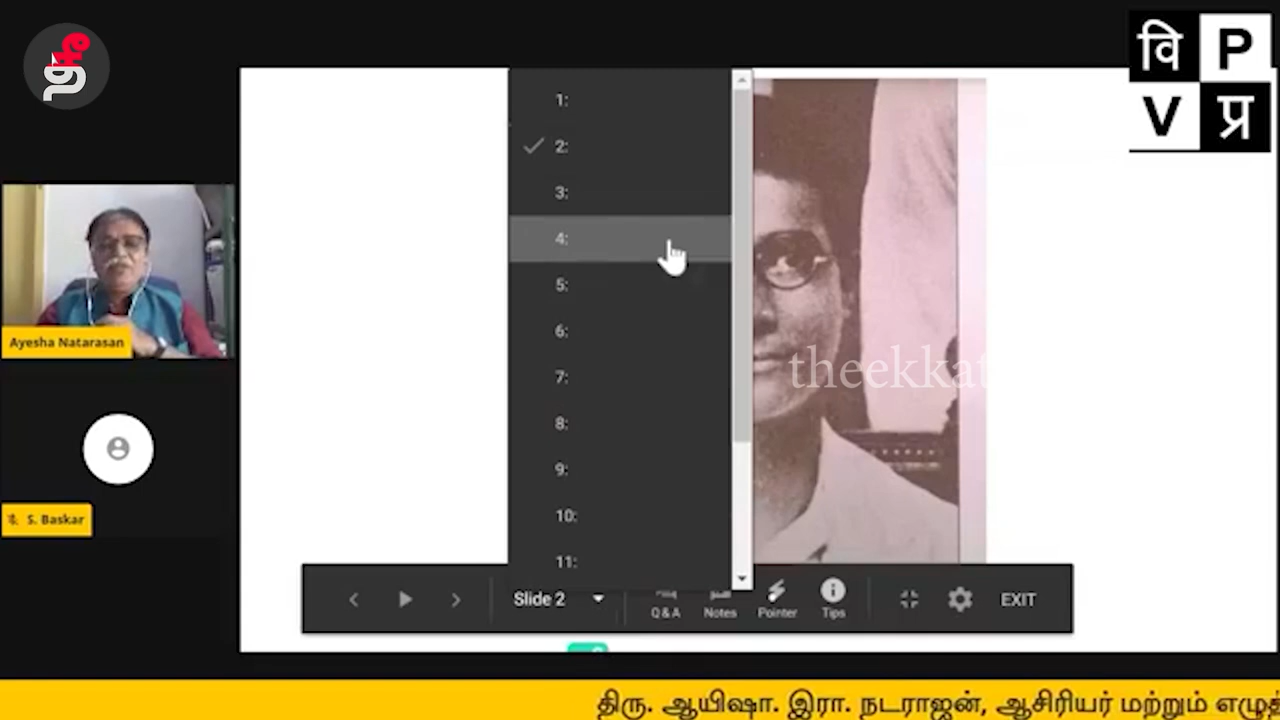 வி P
V प्र
1:
2:
3:
4:
5:
6:
7:
8:
9:
10:
11:
Ayesha Natarasan
S. Baskar
theekkat
Slide 2
Q & A
Notes
Pointer
Tips
EXIT
திரு. ஆயிஷா. இரா. நடராஜன், ஆசிரியர் மற்றும் எழுத